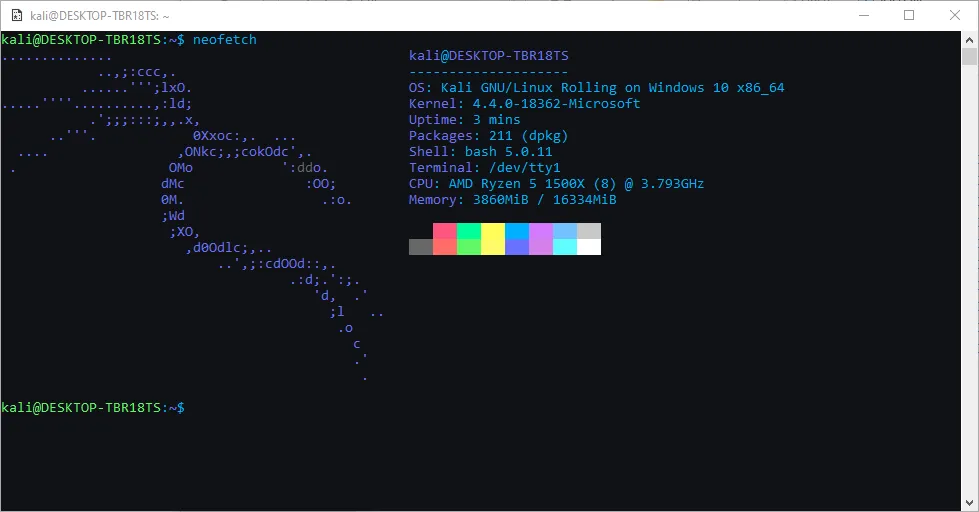 kali@DESKTOP-TBR18TS: ~
kali@DESKTOP-TBR18TS:~$ neofetch
..............                                     kali@DESKTOP-TBR18TS
            ..,;:ccc,.                             --------------------
          ......''';lxO.                           OS: Kali GNU/Linux Rolling on Windows 10 x86_64
.....''''..........,:ld;                           Kernel: 4.4.0-18362-Microsoft
           .';;;:::;,,.x,                          Uptime: 3 mins
      ..'''.            0Xxoc:,.  ...              Packages: 211 (dpkg)
  ....                ,ONkc;,;cokOdc',.            Shell: bash 5.0.11
 .                   OMo           ':ddo.          Terminal: /dev/tty1
                    dMc               :OO;         CPU: AMD Ryzen 5 1500X (8) @ 3.793GHz
                    0M.                 .:o.       Memory: 3860MiB / 16334MiB
                    ;Wd
                     ;XO,
                       ,d0Odlc;,..
                           ..',;:cdOOd::,.
                                    .:d;.':;.
                                       'd,  .'
                                         ;l   ..
                                          .o
                                            c
                                            .'
                                             .
kali@DESKTOP-TBR18TS:~$